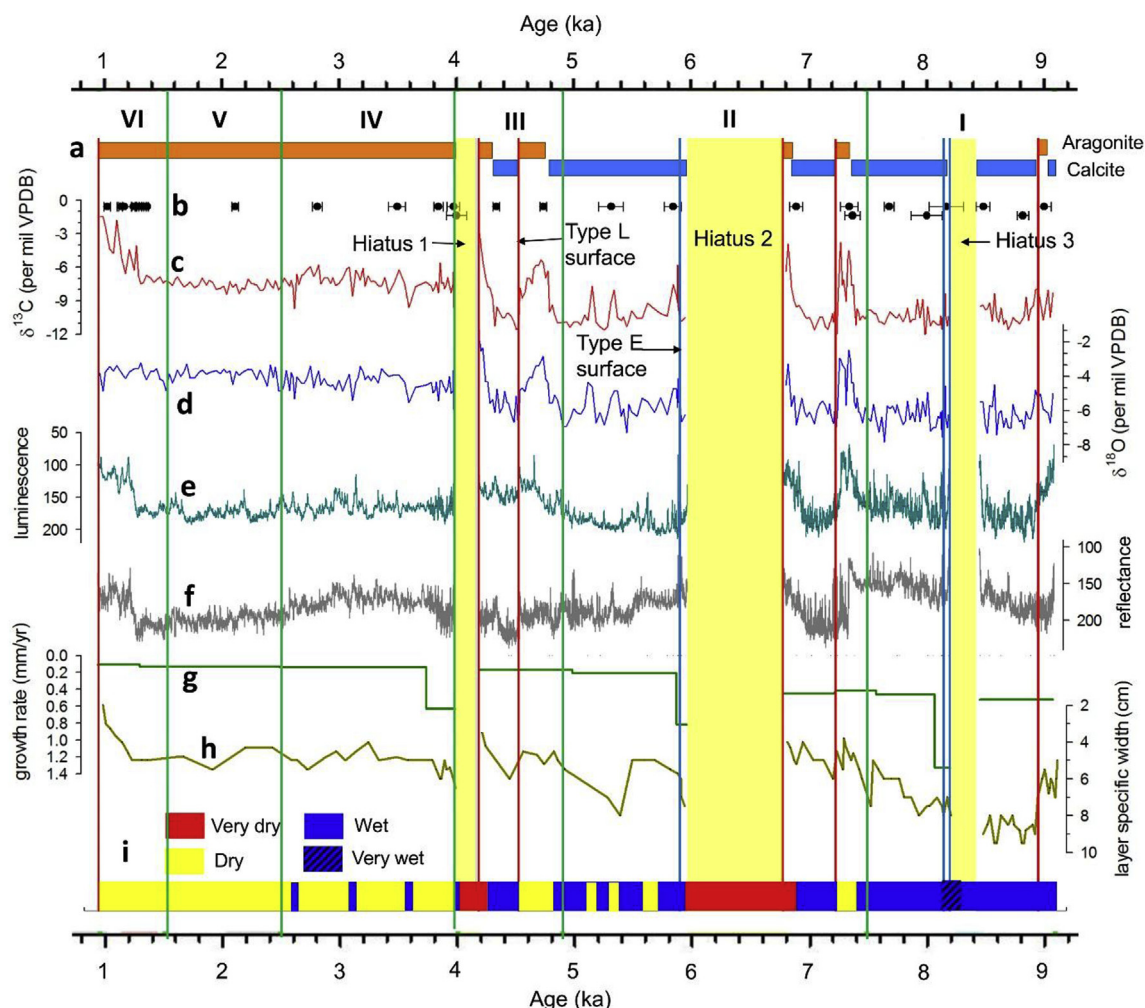 Age (ka)
1 2 3 4 5 6 7 8 9
VI V IV III II I
a Aragonite
Calcite
0
-3
-6
-9
-12
δ13C (per mil VPDB)
b
Hiatus 1
Type L
surface
Hiatus 2
Hiatus 3
c
Type E
surface
-2
-4
-6
-8
δ18O (per mil VPDB)
d
50
100
150
200
luminescence
e
100
150
200
reflectance
f
0.0
0.2
0.4
0.6
0.8
1.0
1.2
1.4
growth rate (mm/yr)
g
2
4
6
8
10
layer specific width (cm)
h
Very dry Wet
i Dry Very wet
1 2 3 4 5 6 7 8 9
Age (ka)